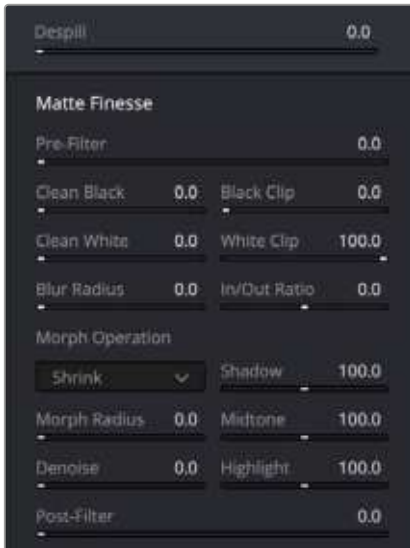 Despill 0.0
Matte Finesse
Pre-Filter 0.0
Clean Black 0.0 Black Clip 0.0
Clean White 0.0 White Clip 100.0
Blur Radius 0.0 In/Out Ratio 0.0
Morph Operation
Shrink Shadow 100.0
Morph Radius 0.0 Midtone 100.0
Denoise 0.0 Highlight 100.0
Post-Filter 0.0